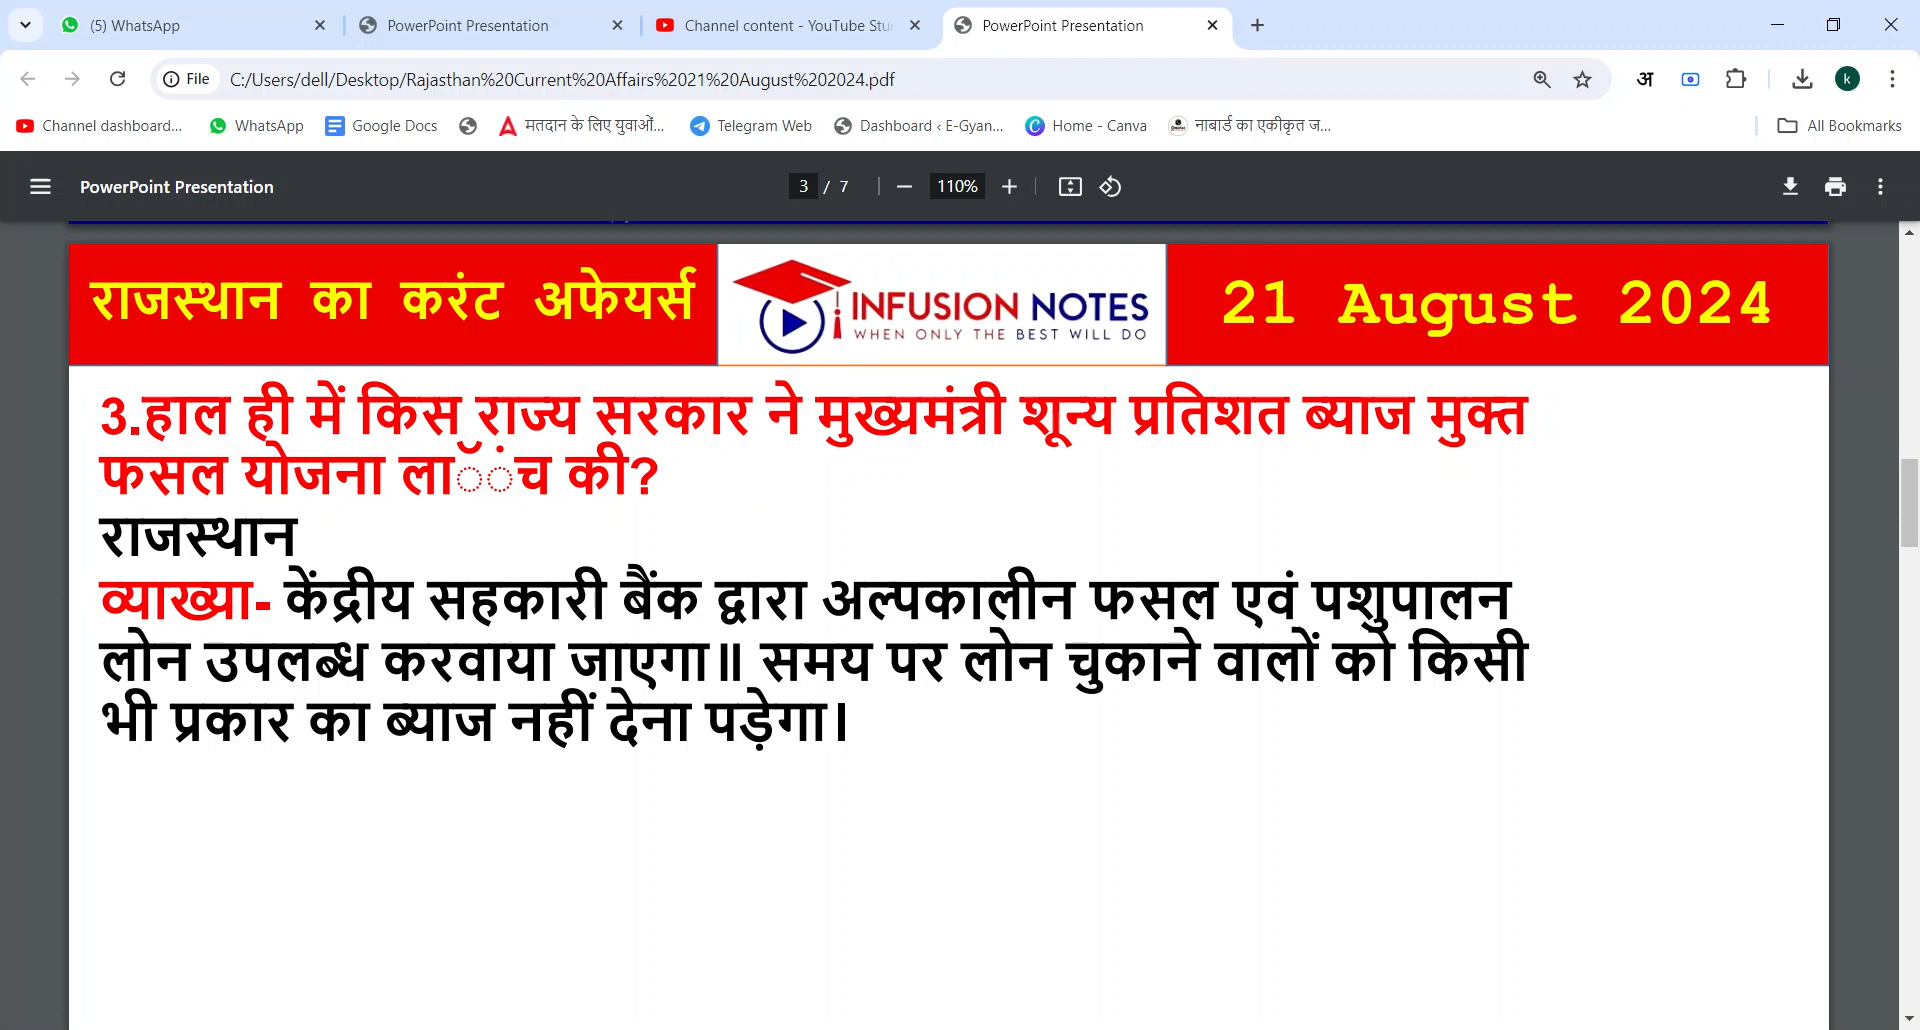 (5) WhatsApp
PowerPoint Presentation
Channel content - YouTube Stu
PowerPoint Presentation
File C:/Users/dell/Desktop/Rajasthan%20Current%20Affairs%2021%20August%202024.pdf
अ
k
Channel dashboard...
WhatsApp
Google Docs
मतदान के लिए युवाओं...
Telegram Web
Dashboard ‹ E-Gyan...
Home - Canva
नाबार्ड का एकीकृत ज...
All Bookmarks
PowerPoint Presentation
3 / 7
110%
राजस्थान का करंट अफेयर्स
INFUSION NOTES
WHEN ONLY THE BEST WILL DO
21 August 2024
3.हाल ही में किस राज्य सरकार ने मुख्यमंत्री शून्य प्रतिशत ब्याज मुक्त
फसल योजना लाॅंच की?
राजस्थान
व्याख्या- केंद्रीय सहकारी बैंक द्वारा अल्पकालीन फसल एवं पशुपालन
लोन उपलब्ध करवाया जाएगा॥ समय पर लोन चुकाने वालों को किसी
भी प्रकार का ब्याज नहीं देना पड़ेगा।